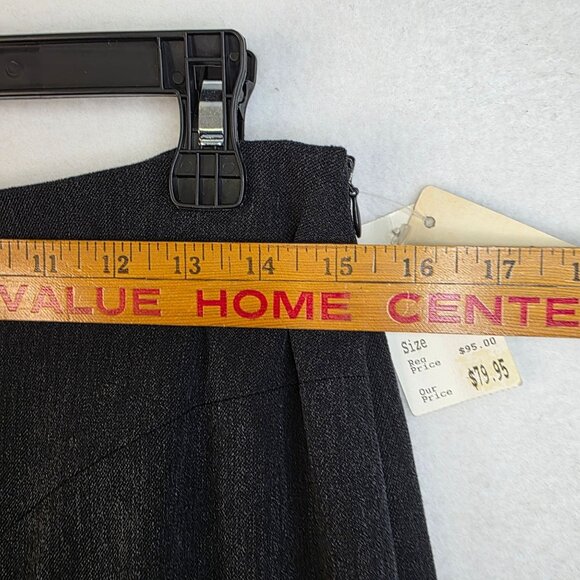 11 12 13 14 15 16 17
VALUE HOME CENTE
Size
Reg Price $95.00
Our Price $79.95